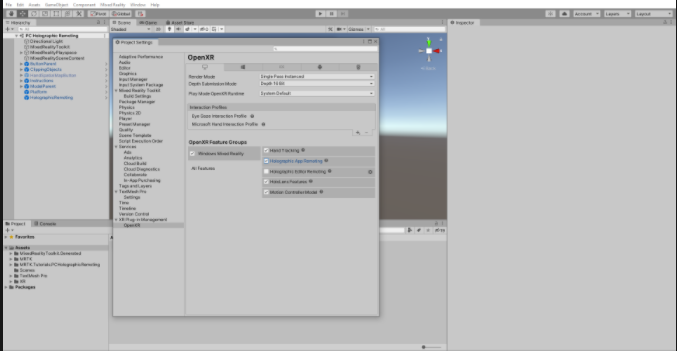 File Edit Assets GameObject Component Mixed Reality Window Help
Pivot Global
Account Layers Layout
Hierarchy Scene Game Asset Store Inspector
Shaded 2D Gizmos All
PC Holographic Remoting
Directional Light
MixedRealityToolkit
MixedRealityPlayspace
MixedRealitySceneContent
ButtonParent
ClippingObjects
Instructions
ModelParent
Platform
HolographicRemoting
Project Settings
Adaptive Performance
Audio
Editor
Graphics
Input Manager
Input System Package
Mixed Reality Toolkit
Build Settings
Package Manager
Physics
Physics 2D
Player
Preset Manager
Quality
Scene Template
Script Execution Order
Services
Ads
Analytics
Cloud Build
Cloud Diagnostics
Collaborate
In-App Purchasing
Tags and Layers
TextMesh Pro
Settings
Time
Timeline
Version Control
XR Plug-in Management
OpenXR
OpenXR
Render Mode Single Pass Instanced
Depth Submission Mode Depth 16 Bit
Play Mode OpenXR Runtime System Default
Interaction Profiles
Eye Gaze Interaction Profile
Microsoft Hand Interaction Profile
OpenXR Feature Groups
Windows Mixed Reality
All Features
Hand Tracking
Holographic App Remoting
Holographic Editor Remoting
HoloLens Features
Motion Controller Model
Project Console
Favorites
Assets
MixedRealityToolkit.Generated
MRTK
MRTK.Tutorials.PCHolographicRemoting
Scenes
TextMesh Pro
XR
Packages